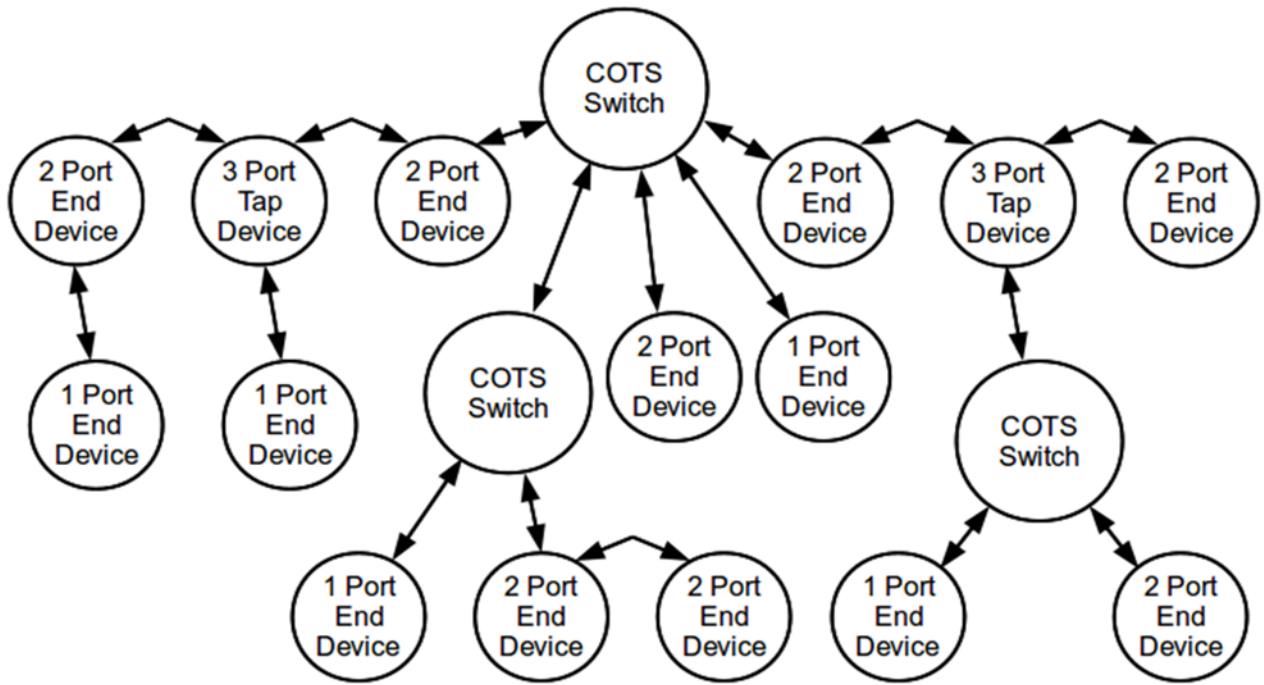 COTS
Switch
2 Port
End
Device
3 Port
Tap
Device
2 Port
End
Device
2 Port
End
Device
3 Port
Tap
Device
2 Port
End
Device
1 Port
End
Device
1 Port
End
Device
COTS
Switch
2 Port
End
Device
1 Port
End
Device
COTS
Switch
1 Port
End
Device
2 Port
End
Device
2 Port
End
Device
1 Port
End
Device
2 Port
End
Device